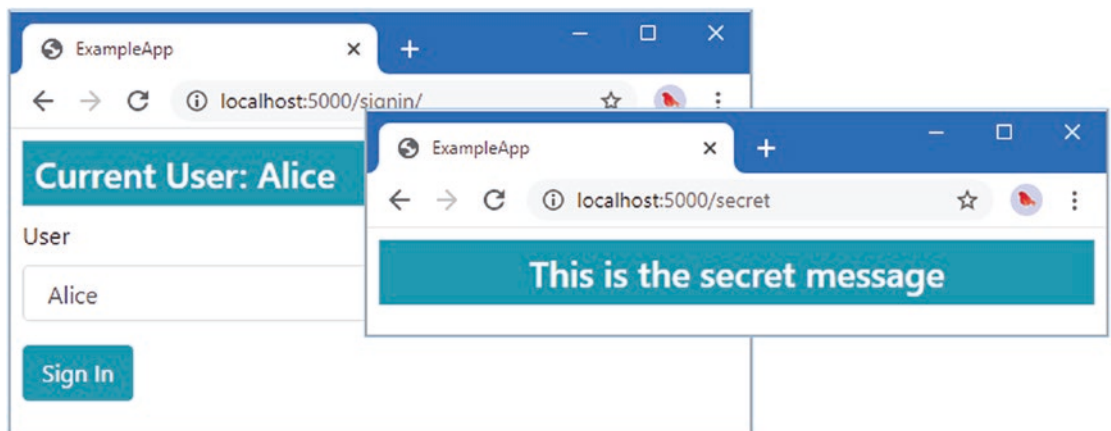 ExampleApp
localhost:5000/signin/
Current User: Alice
User
Alice
Sign In
ExampleApp
localhost:5000/secret
This is the secret message